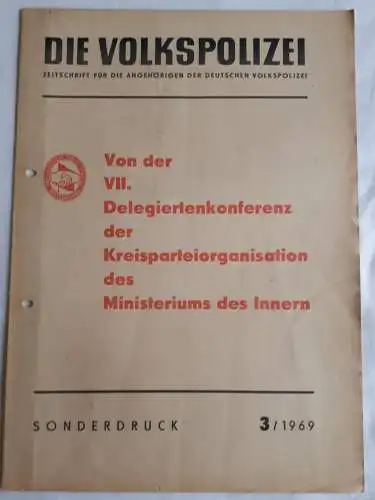 DIE VOLKSPOLIZEI
ZEITSCHRIFT FÜR DIE ANGEHÖRIGEN DER DEUTSCHEN VOLKSPOLIZEI
Von der
VII.
Delegiertenkonferenz
der
Kreisparteiorganisation
des
Ministeriums des Innern
SONDERDRUCK 3/1969